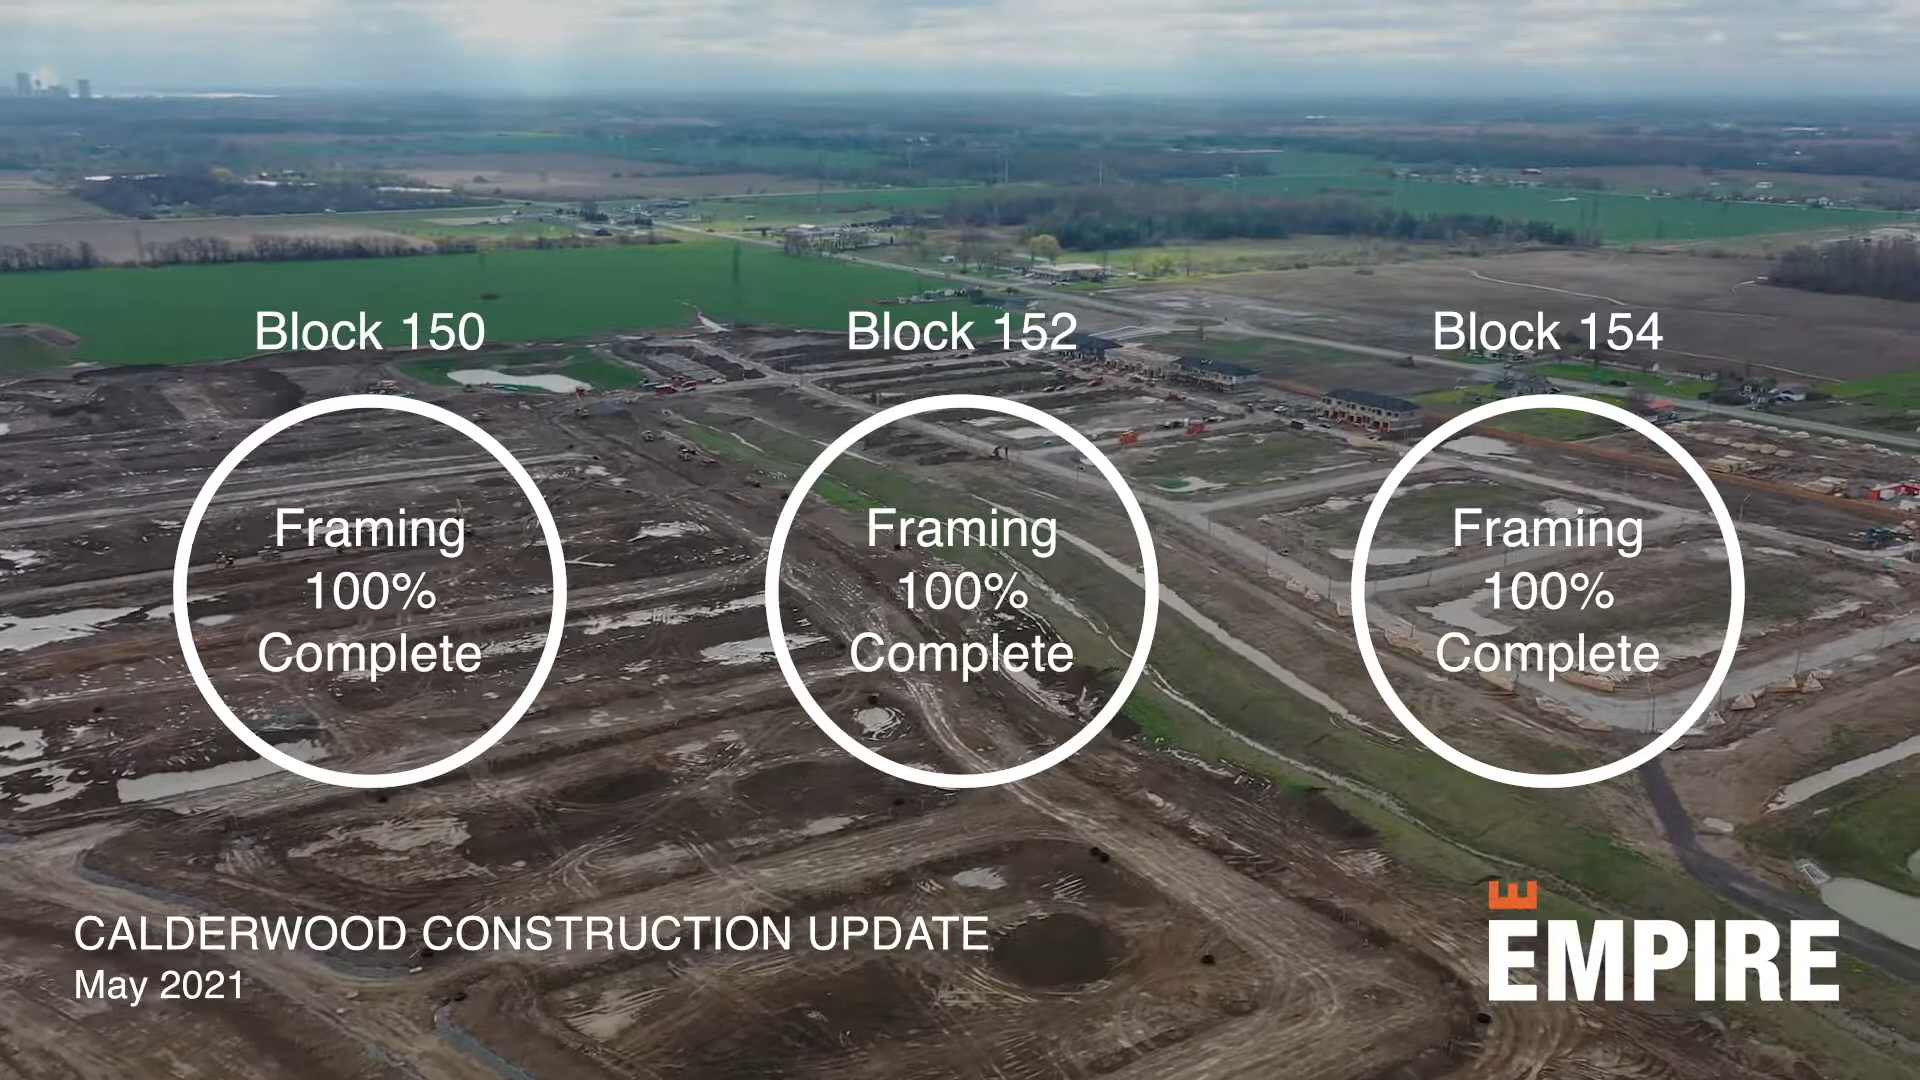 Block 150
Block 152
Block 154
Framing
100%
Complete
Framing
100%
Complete
Framing
100%
Complete
CALDERWOOD CONSTRUCTION UPDATE
May 2021
EMPIRE